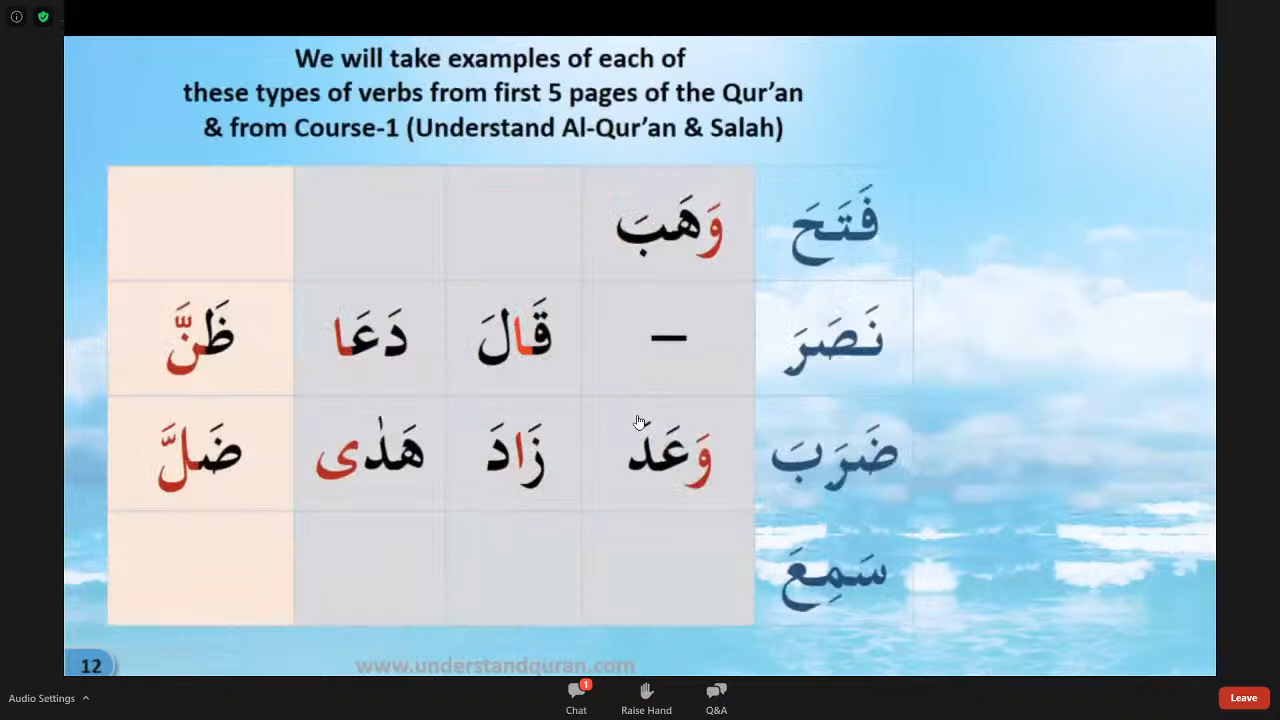 We will take examples of each of
these types of verbs from first 5 pages of the Qur’an
& from Course-1 (Understand Al-Qur’an & Salah)
فَتَحَ وَهَبَ
نَصَرَ – قَالَ دَعَا ظَنَّ
ضَرَبَ وَعَدَ زَادَ هَدٰى ضَلَّ
سَمِعَ
12 www.understandquran.com
Audio Settings Chat 1 Raise Hand Q&A Leave